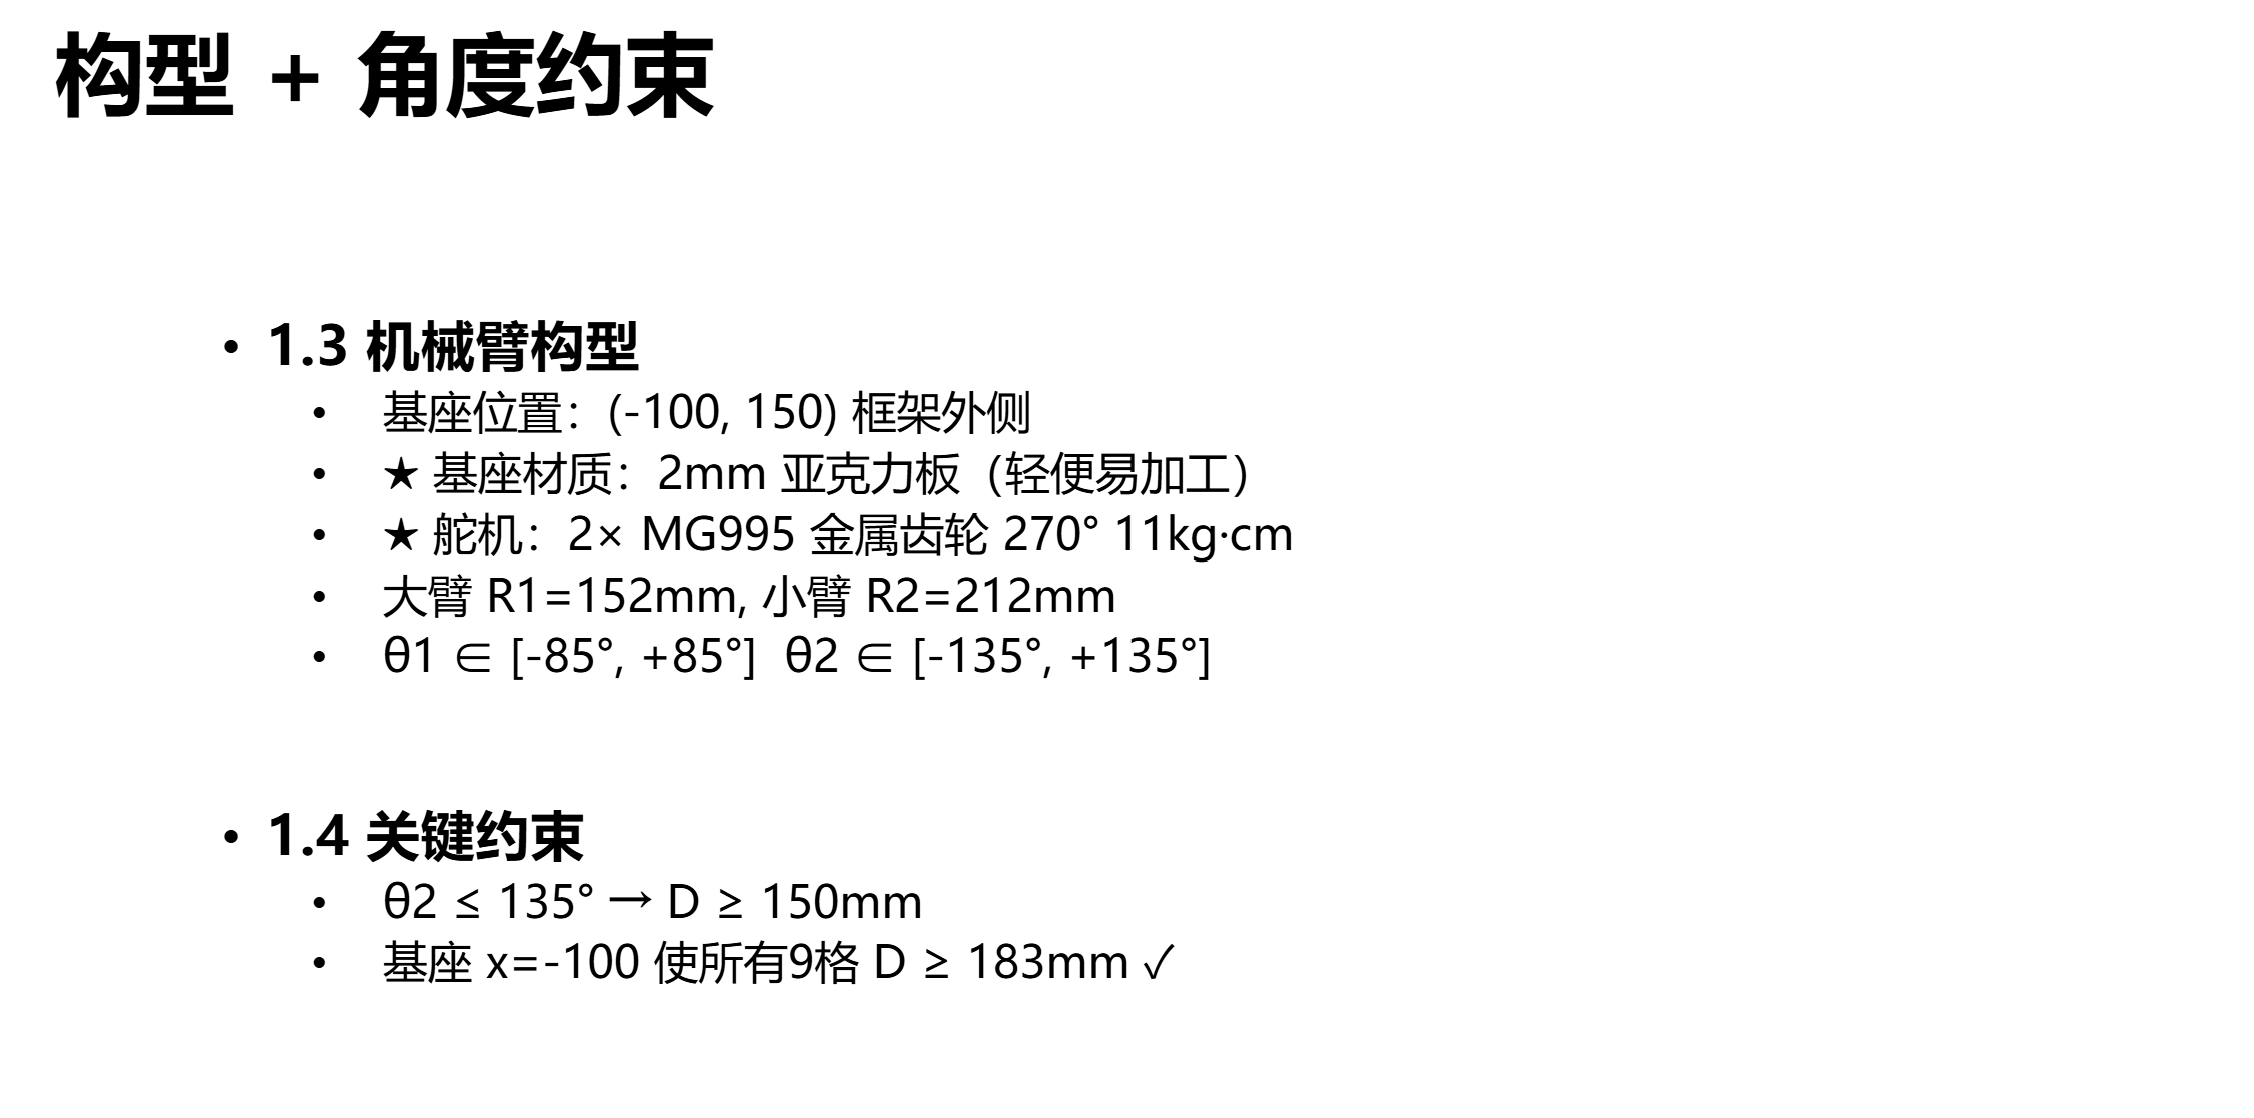 构型 + 角度约束
• 1.3 机械臂构型
• 基座位置：(-100, 150) 框架外侧
• ★ 基座材质：2mm 亚克力板（轻便易加工）
• ★ 舵机：2× MG995 金属齿轮 270° 11kg·cm
• 大臂 R1=152mm, 小臂 R2=212mm
• θ1 ∈ [-85°, +85°]  θ2 ∈ [-135°, +135°]
• 1.4 关键约束
• θ2 ≤ 135° → D ≥ 150mm
• 基座 x=-100 使所有9格 D ≥ 183mm ✓